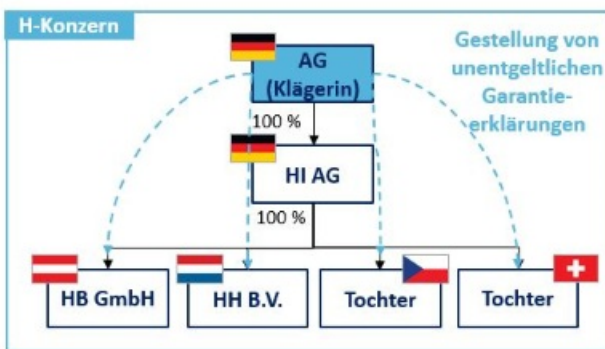 H-Konzern
AG
(Klägerin)
Gestellung von
unentgeltlichen
Garantie-
erklärungen
100 %
HI AG
100 %
HB GmbH
HH B.V.
Tochter
Tochter